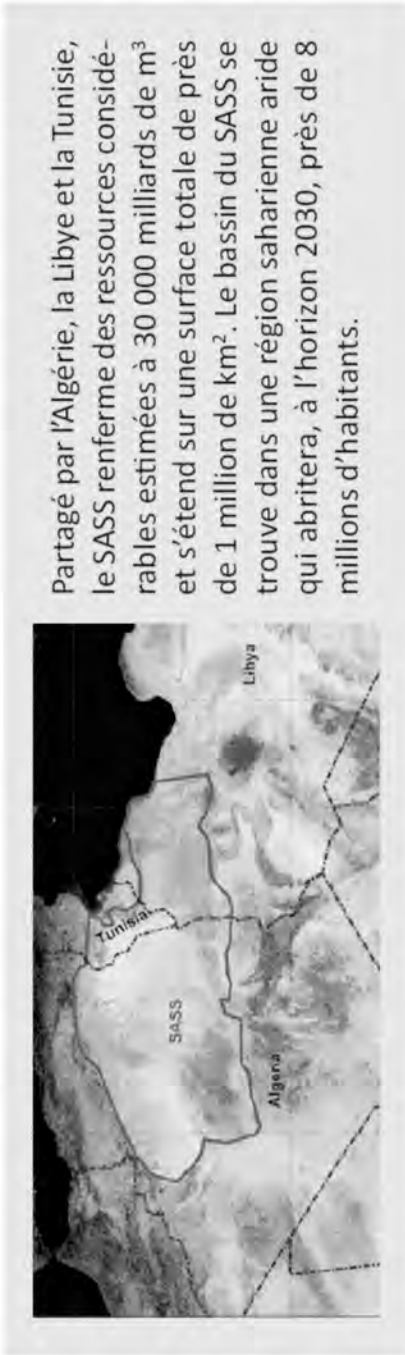 Partagé par l'Algérie, la Libye et la Tunisie,
le SASS renferme des ressources considé-
rables estimées à 30 000 milliards de m³
et s'étend sur une surface totale de près
de 1 million de km². Le bassin du SASS se
trouve dans une région saharienne aride
qui abritera, à l'horizon 2030, près de 8
millions d'habitants.
Tunisia
SASS
Algeria
Libya